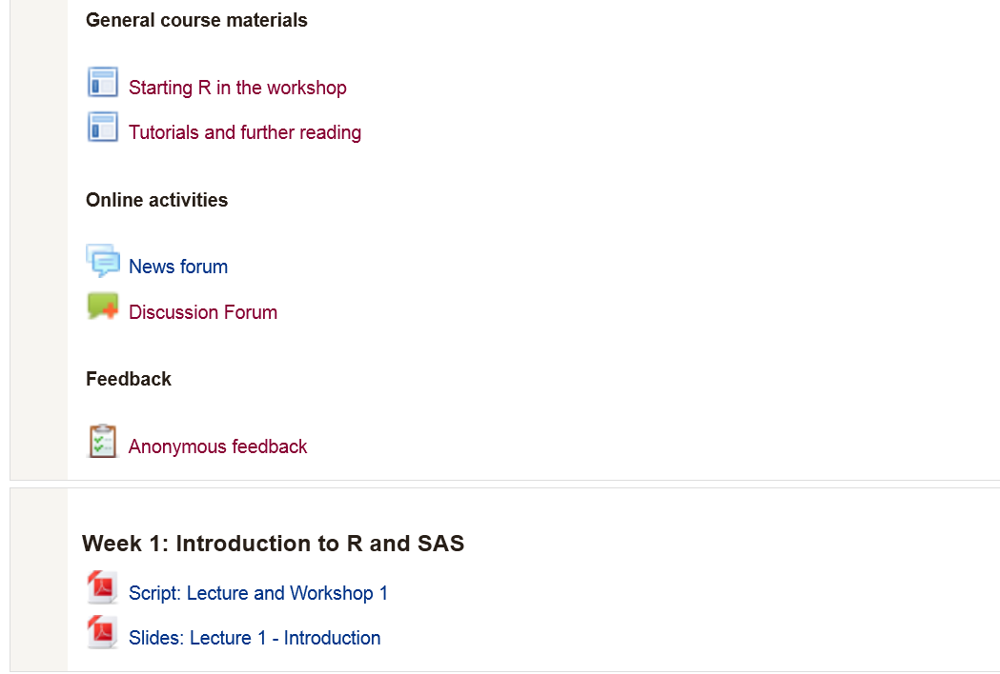 General course materials
Starting R in the workshop
Tutorials and further reading
Online activities
News forum
Discussion Forum
Feedback
Anonymous feedback
Week 1: Introduction to R and SAS
Script: Lecture and Workshop 1
Slides: Lecture 1 - Introduction